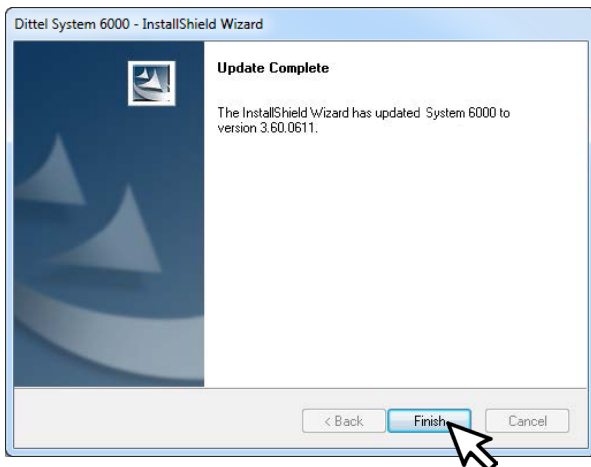 Dittel System 6000 - InstallShield Wizard
Update Complete
The InstallShield Wizard has updated System 6000 to
version 3.60.0611.
< Back
Finish
Cancel